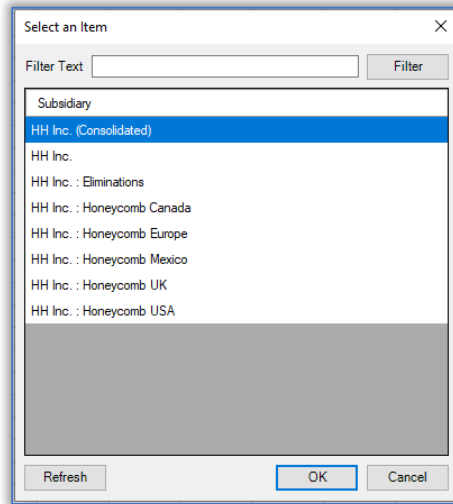 Select an Item
Filter Text
Filter
Subsidiary
HH Inc. (Consolidated)
HH Inc.
HH Inc. : Eliminations
HH Inc. : Honeycomb Canada
HH Inc. : Honeycomb Europe
HH Inc. : Honeycomb Mexico
HH Inc. : Honeycomb UK
HH Inc. : Honeycomb USA
Refresh
OK
Cancel